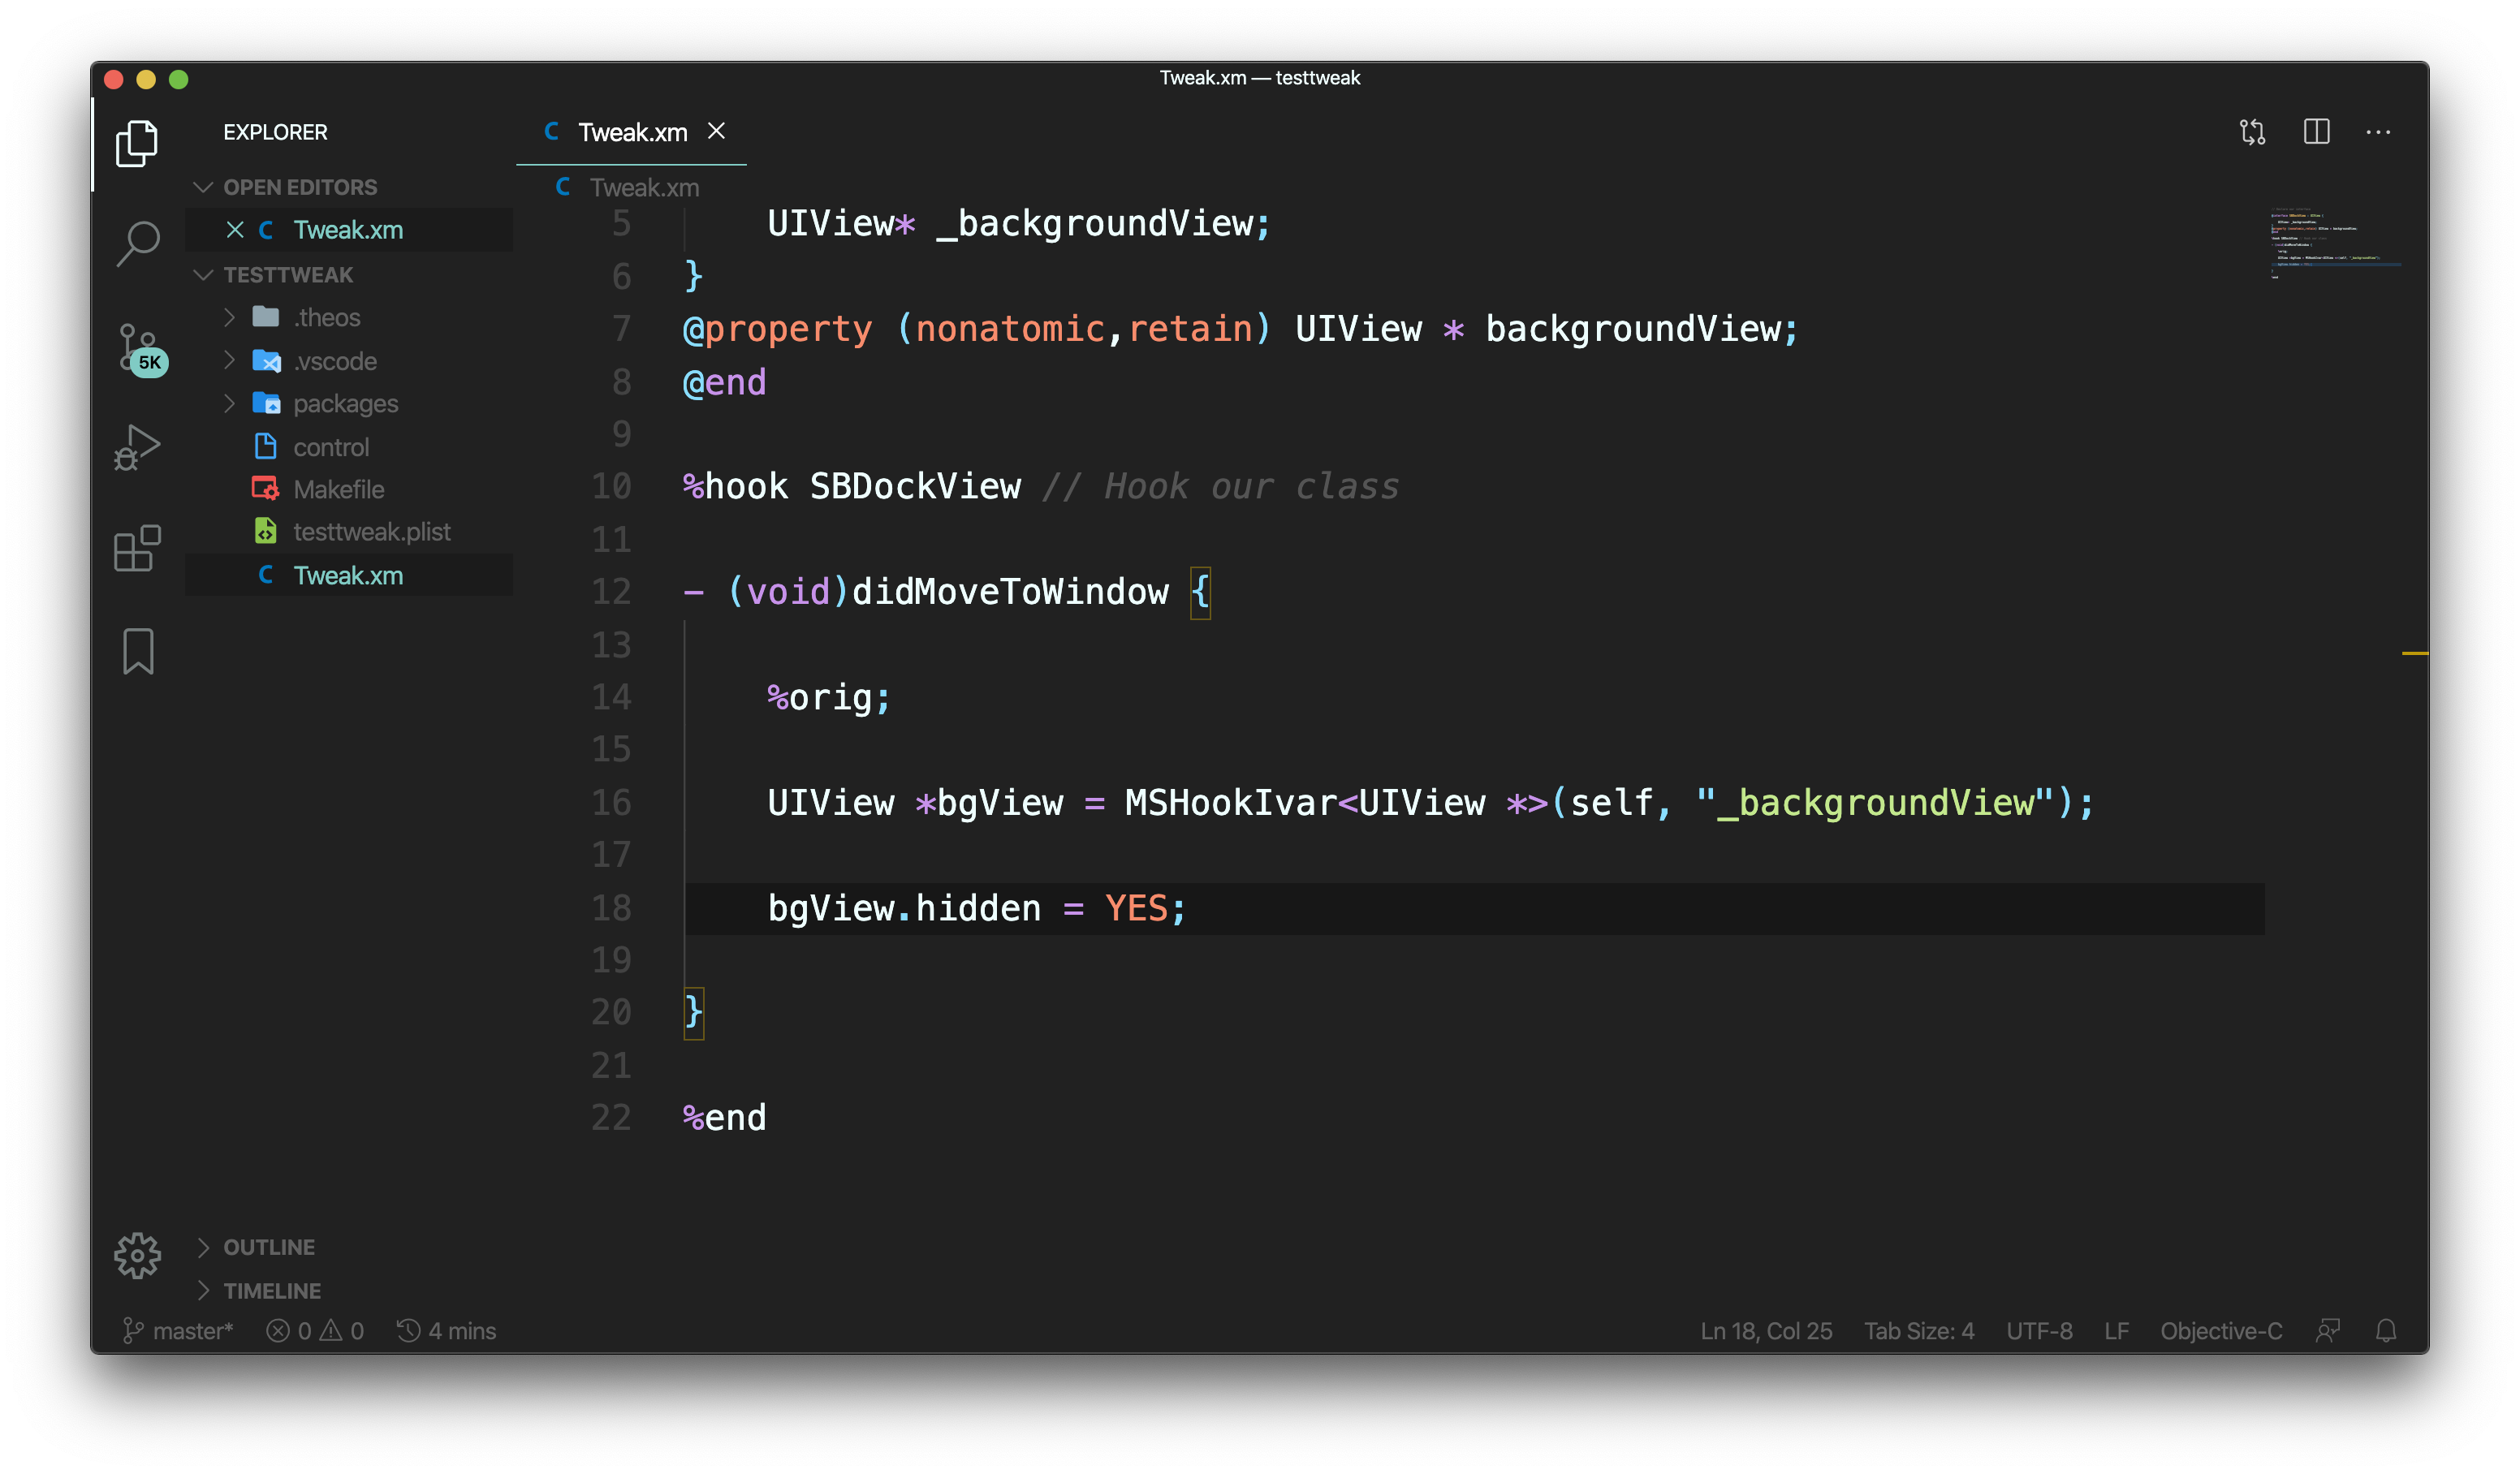 Tweak.xm — testtweak
EXPLORER
OPEN EDITORS
C Tweak.xm
TESTTWEAK
.theos
.vscode
packages
control
Makefile
testtweak.plist
C Tweak.xm
OUTLINE
TIMELINE
5K
C Tweak.xm
C Tweak.xm
5 UIView* _backgroundView;
6 }
7 @property (nonatomic,retain) UIView * backgroundView;
8 @end
9
10 %hook SBDockView // Hook our class
11
12 - (void)didMoveToWindow {
13
14 %orig;
15
16 UIView *bgView = MSHookIvar<UIView *>(self, "_backgroundView");
17
18 bgView.hidden = YES;
19
20 }
21
22 %end
master* 0 0 4 mins
Ln 18, Col 25 Tab Size: 4 UTF-8 LF Objective-C